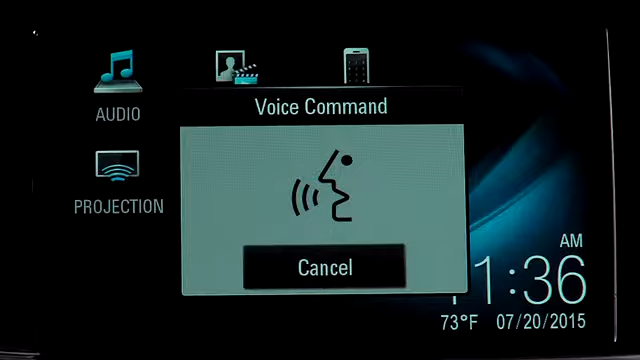 Voice Command
AUDIO
PROJECTION
Cancel
AM
1:36
73°F 07/20/2015